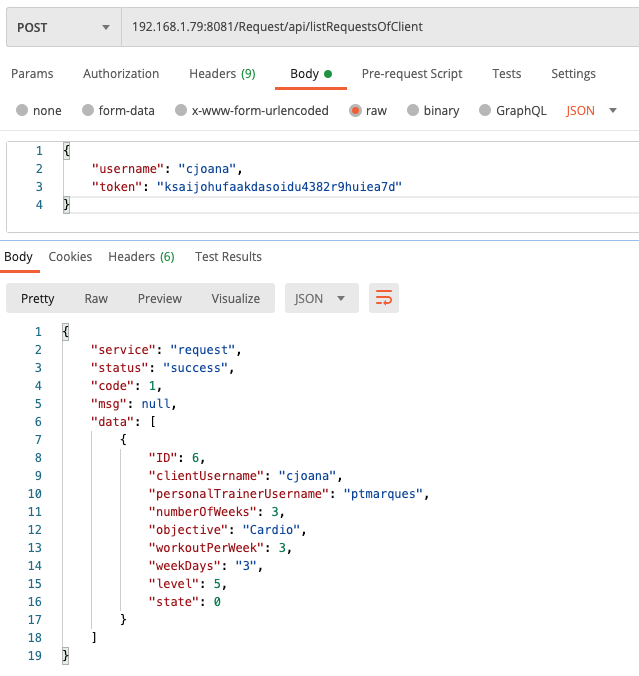 POST 192.168.1.79:8081/Request/api/listRequestsOfClient
Params Authorization Headers (9) Body Pre-request Script Tests Settings
none form-data x-www-form-urlencoded raw binary GraphQL JSON
1 {
2 "username": "cjoana",
3 "token": "ksaijohufaakdasoidu4382r9huiea7d"
4 }
Body Cookies Headers (6) Test Results
Pretty Raw Preview Visualize JSON
1 {
2 "service": "request",
3 "status": "success",
4 "code": 1,
5 "msg": null,
6 "data": [
7 {
8 "ID": 6,
9 "clientUsername": "cjoana",
10 "personalTrainerUsername": "ptmarques",
11 "numberOfWeeks": 3,
12 "objective": "Cardio",
13 "workoutPerWeek": 3,
14 "weekDays": "3",
15 "level": 5,
16 "state": 0
17 }
18 ]
19 }